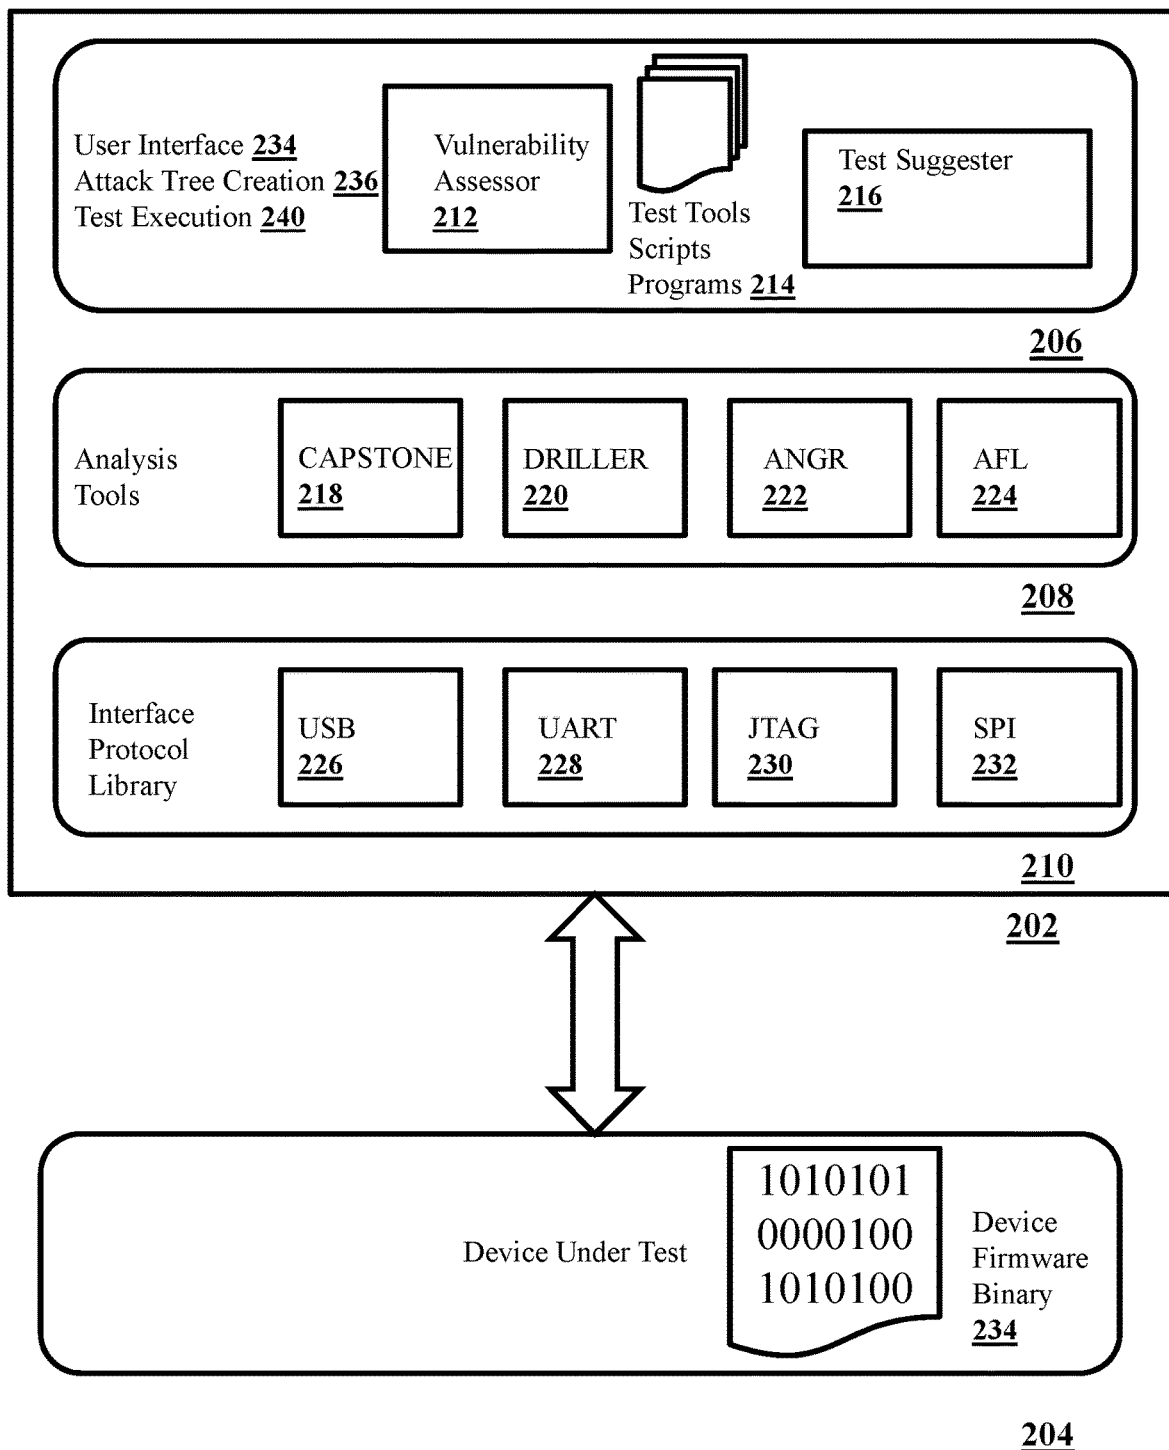 User Interface 234
Attack Tree Creation 236
Test Execution 240
Vulnerability
Assessor
212
Test Tools
Scripts
Programs 214
Test Suggester
216
206
Analysis
Tools
CAPSTONE
218
DRILLER
220
ANGR
222
AFL
224
208
Interface
Protocol
Library
USB
226
UART
228
JTAG
230
SPI
232
210
202
Device Under Test
1010101
0000100
1010100
Device
Firmware
Binary
234
204